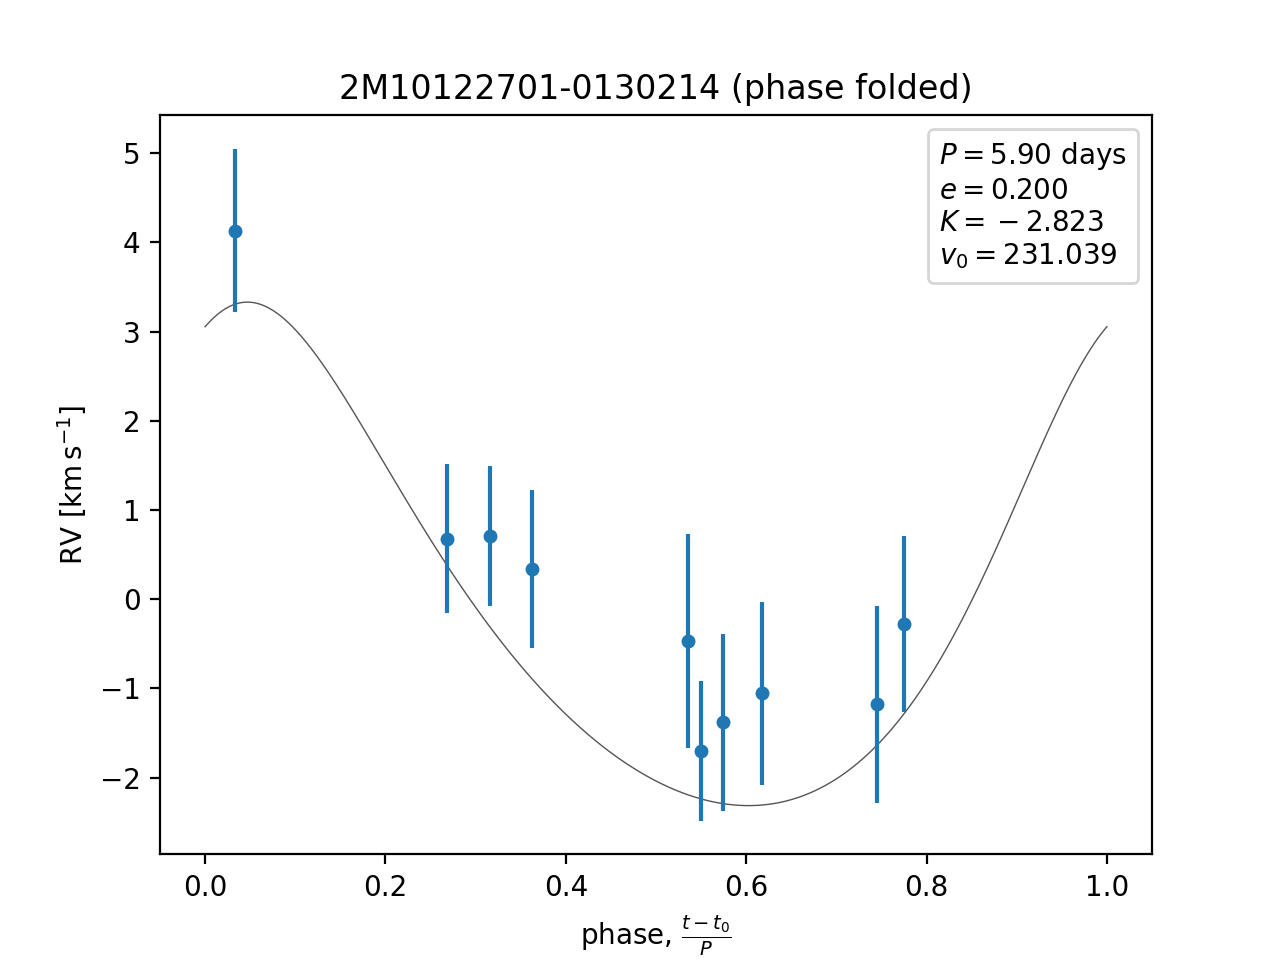 2M10122701-0130214 (phase folded)
P = 5.90 days
e = 0.200
K = −2.823
v₀ = 231.039
5
4
3
2
1
0
−1
−2
RV [km s⁻¹]
0.0 0.2 0.4 0.6 0.8 1.0
phase, (t − t₀)/P